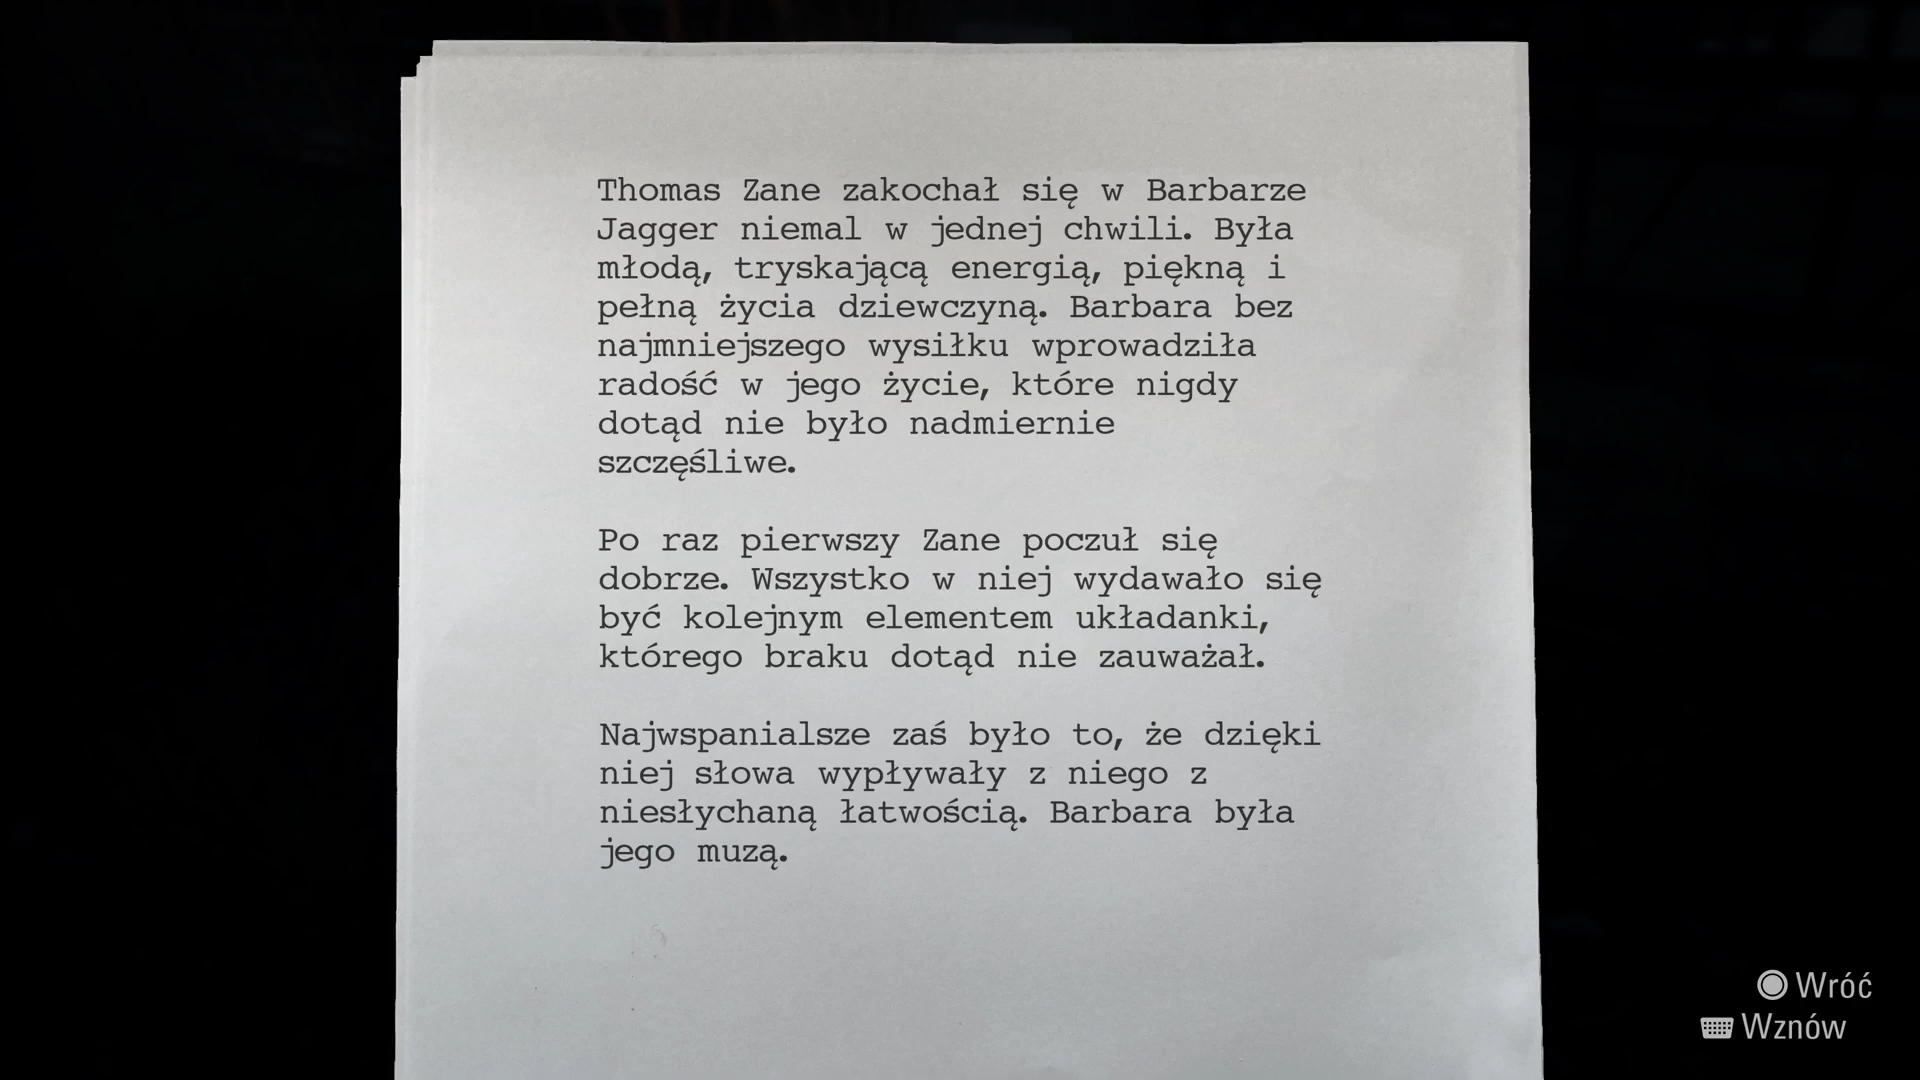 Thomas Zane zakochał się w Barbarze
Jagger niemal w jednej chwili. Była
młodą, tryskającą energią, piękną i
pełną życia dziewczyną. Barbara bez
najmniejszego wysiłku wprowadziła
radość w jego życie, które nigdy
dotąd nie było nadmiernie
szczęśliwe.
Po raz pierwszy Zane poczuł się
dobrze. Wszystko w niej wydawało się
być kolejnym elementem układanki,
którego braku dotąd nie zauważał.
Najwspanialsze zaś było to, że dzięki
niej słowa wypływały z niego z
niesłychaną łatwością. Barbara była
jego muzą.
Wróć
Wznów